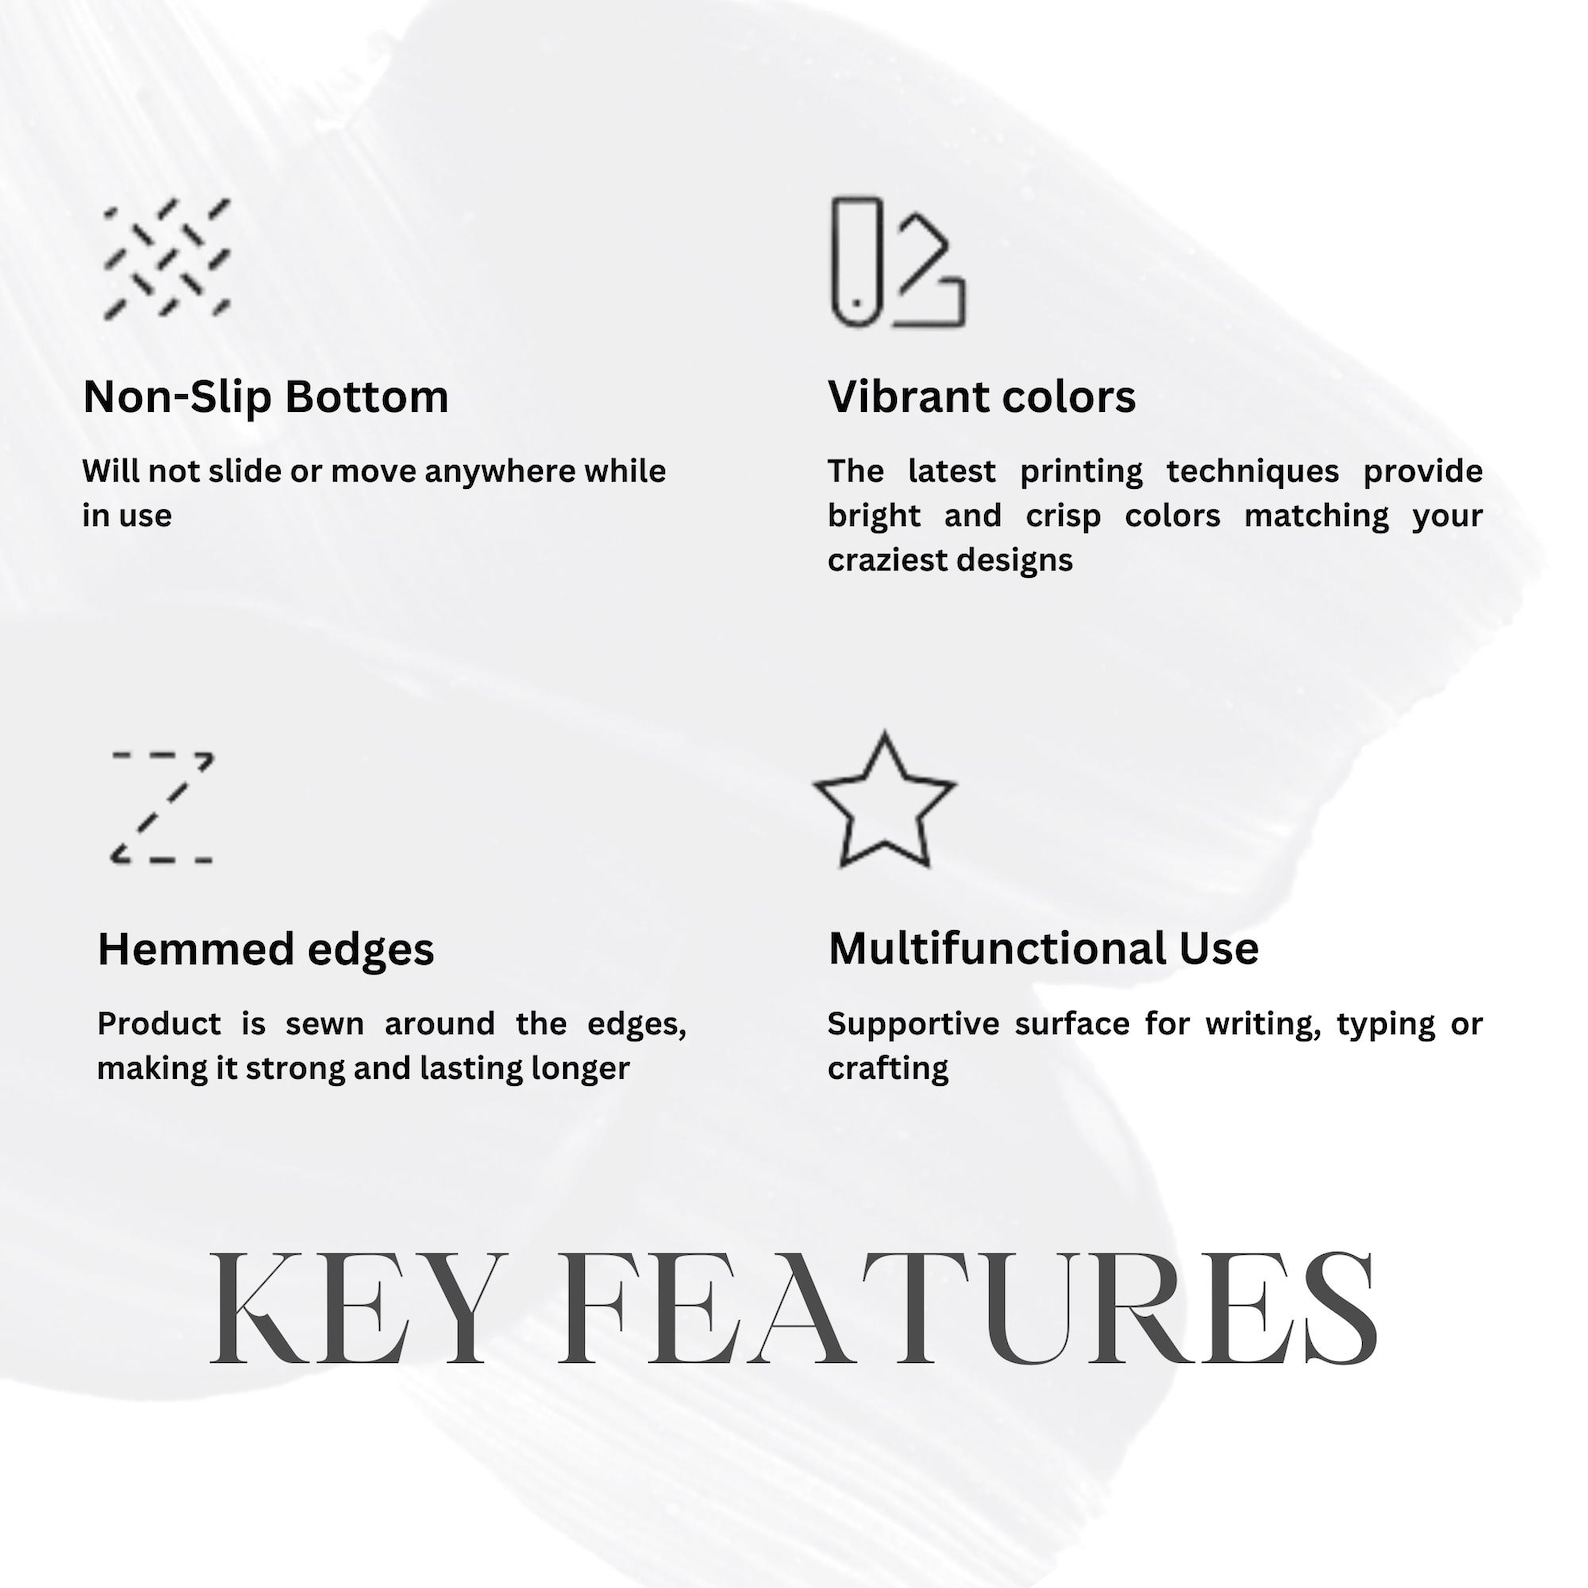 Non-Slip Bottom
Will not slide or move anywhere while
in use
Vibrant colors
The latest printing techniques provide
bright and crisp colors matching your
craziest designs
Hemmed edges
Product is sewn around the edges,
making it strong and lasting longer
Multifunctional Use
Supportive surface for writing, typing or
crafting
KEY FEATURES